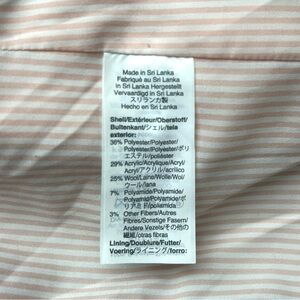 Made in Sri Lanka
Fabriqué au Sri Lanka
in Sri Lanka Hergestellt
Vervaardigd in Sri Lanka
スリランカ製
Hecho en Sri Lanka
Shell/Extérieur/Oberstoff/
Buitenkant/シェル/tela
exterior:
36% Polyester/Polyester/
Polyester/Polyester/ポリ
エステル/poliéster
29% Acrylic/Acrylique/Acryl/
Acryl/アクリル/acrílico
25% Wool/Laine/Wolle/Wol/
ウール/lana
7% Polyamide/Polyamide/
Polyamid/Polyamide/ポ
リアミド/poliamida
3% Other Fibers/Autres
Fibres/Sonstige Fasern/
Andere Vezels/その他の
繊維/otras fibras
Lining/Doublure/Futter/
Voering/ライニング/forro: